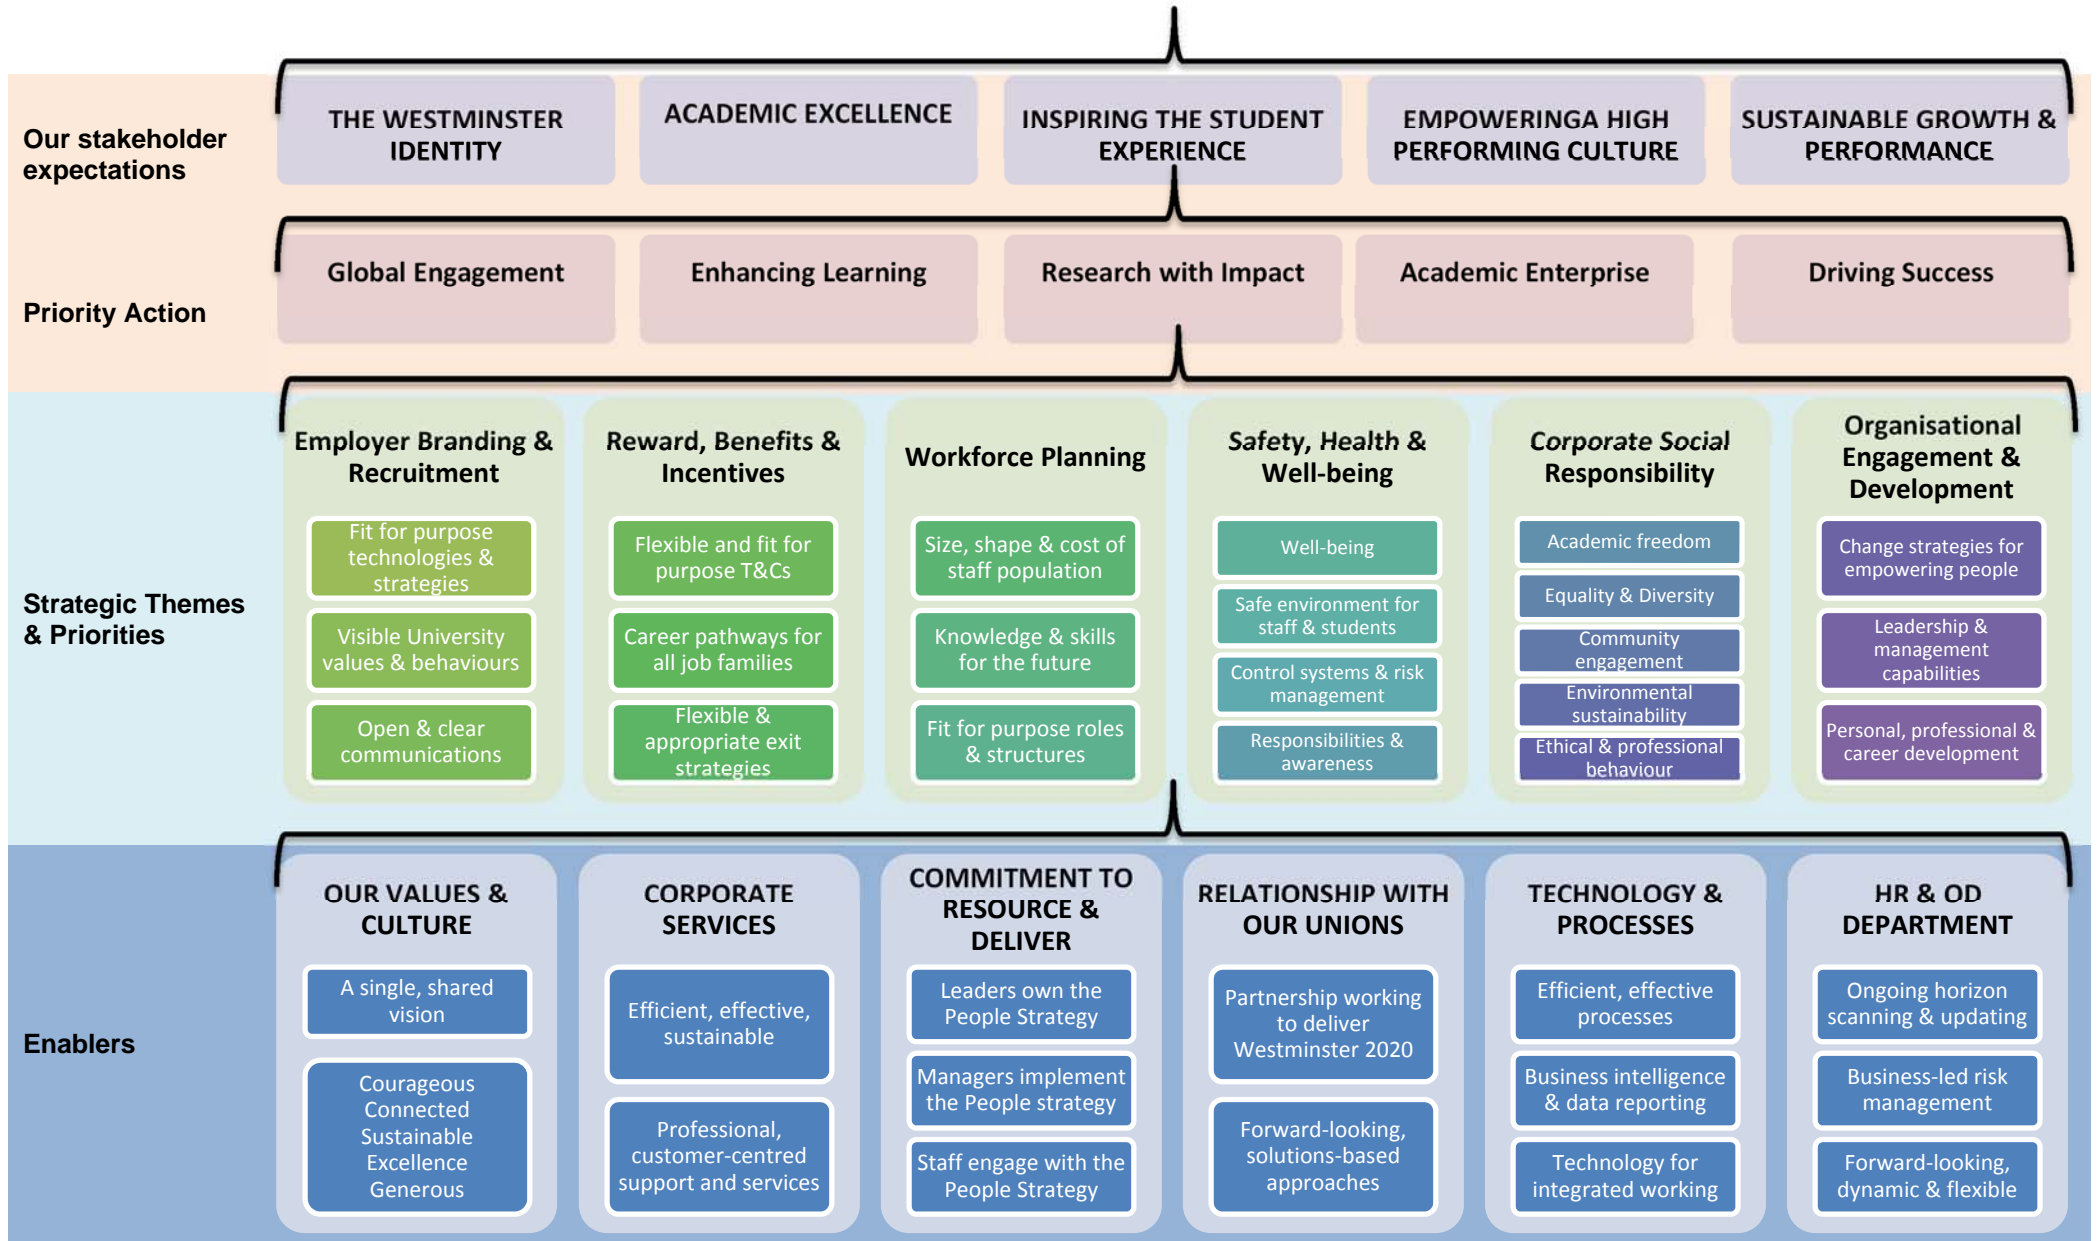 Our stakeholder
expectations
THE WESTMINSTER
IDENTITY
ACADEMIC EXCELLENCE
INSPIRING THE STUDENT
EXPERIENCE
EMPOWERINGA HIGH
PERFORMING CULTURE
SUSTAINABLE GROWTH &
PERFORMANCE
Priority Action
Global Engagement
Enhancing Learning
Research with Impact
Academic Enterprise
Driving Success
Strategic Themes
& Priorities
Employer Branding &
Recruitment
Fit for purpose
technologies &
strategies
Visible University
values & behaviours
Open & clear
communications
Reward, Benefits &
Incentives
Flexible and fit for
purpose T&Cs
Career pathways for
all job families
Flexible &
appropriate exit
strategies
Workforce Planning
Size, shape & cost of
staff population
Knowledge & skills
for the future
Fit for purpose roles
& structures
Safety, Health &
Well-being
Well-being
Safe environment for
staff & students
Control systems & risk
management
Responsibilities &
awareness
Corporate Social
Responsibility
Academic freedom
Equality & Diversity
Community
engagement
Environmental
sustainability
Ethical & professional
behaviour
Organisational
Engagement &
Development
Change strategies for
empowering people
Leadership &
management
capabilities
Personal, professional &
career development
Enablers
OUR VALUES &
CULTURE
A single, shared
vision
Courageous
Connected
Sustainable
Excellence
Generous
CORPORATE
SERVICES
Efficient, effective,
sustainable
Professional,
customer-centred
support and services
COMMITMENT TO
RESOURCE &
DELIVER
Leaders own the
People Strategy
Managers implement
the People strategy
Staff engage with the
People Strategy
RELATIONSHIP WITH
OUR UNIONS
Partnership working
to deliver
Westminster 2020
Forward-looking,
solutions-based
approaches
TECHNOLOGY &
PROCESSES
Efficient, effective
processes
Business intelligence
& data reporting
Technology for
integrated working
HR & OD
DEPARTMENT
Ongoing horizon
scanning & updating
Business-led risk
management
Forward-looking,
dynamic & flexible